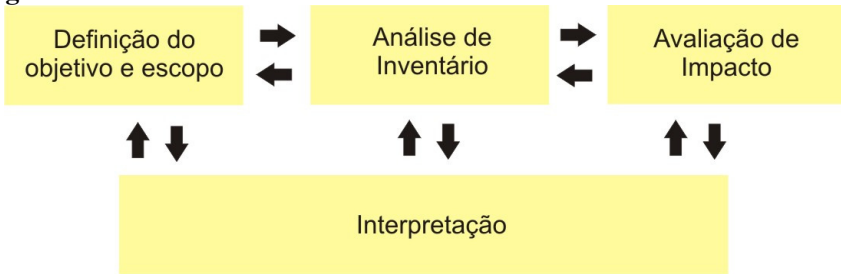 Definição do
objetivo e escopo
Análise de
Inventário
Avaliação de
Impacto
Interpretação